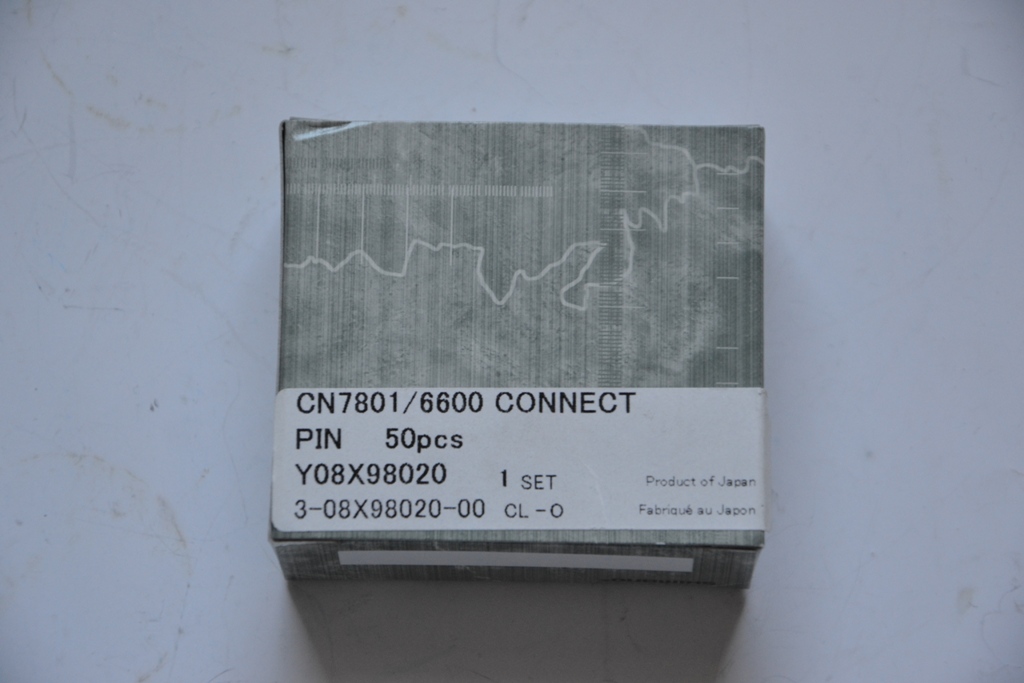 CN7801/6600 CONNECT
PIN 50pcs
Y08X98020 1 SET Product of Japan
3-08X98020-00 CL-O Fabriqué au Japon